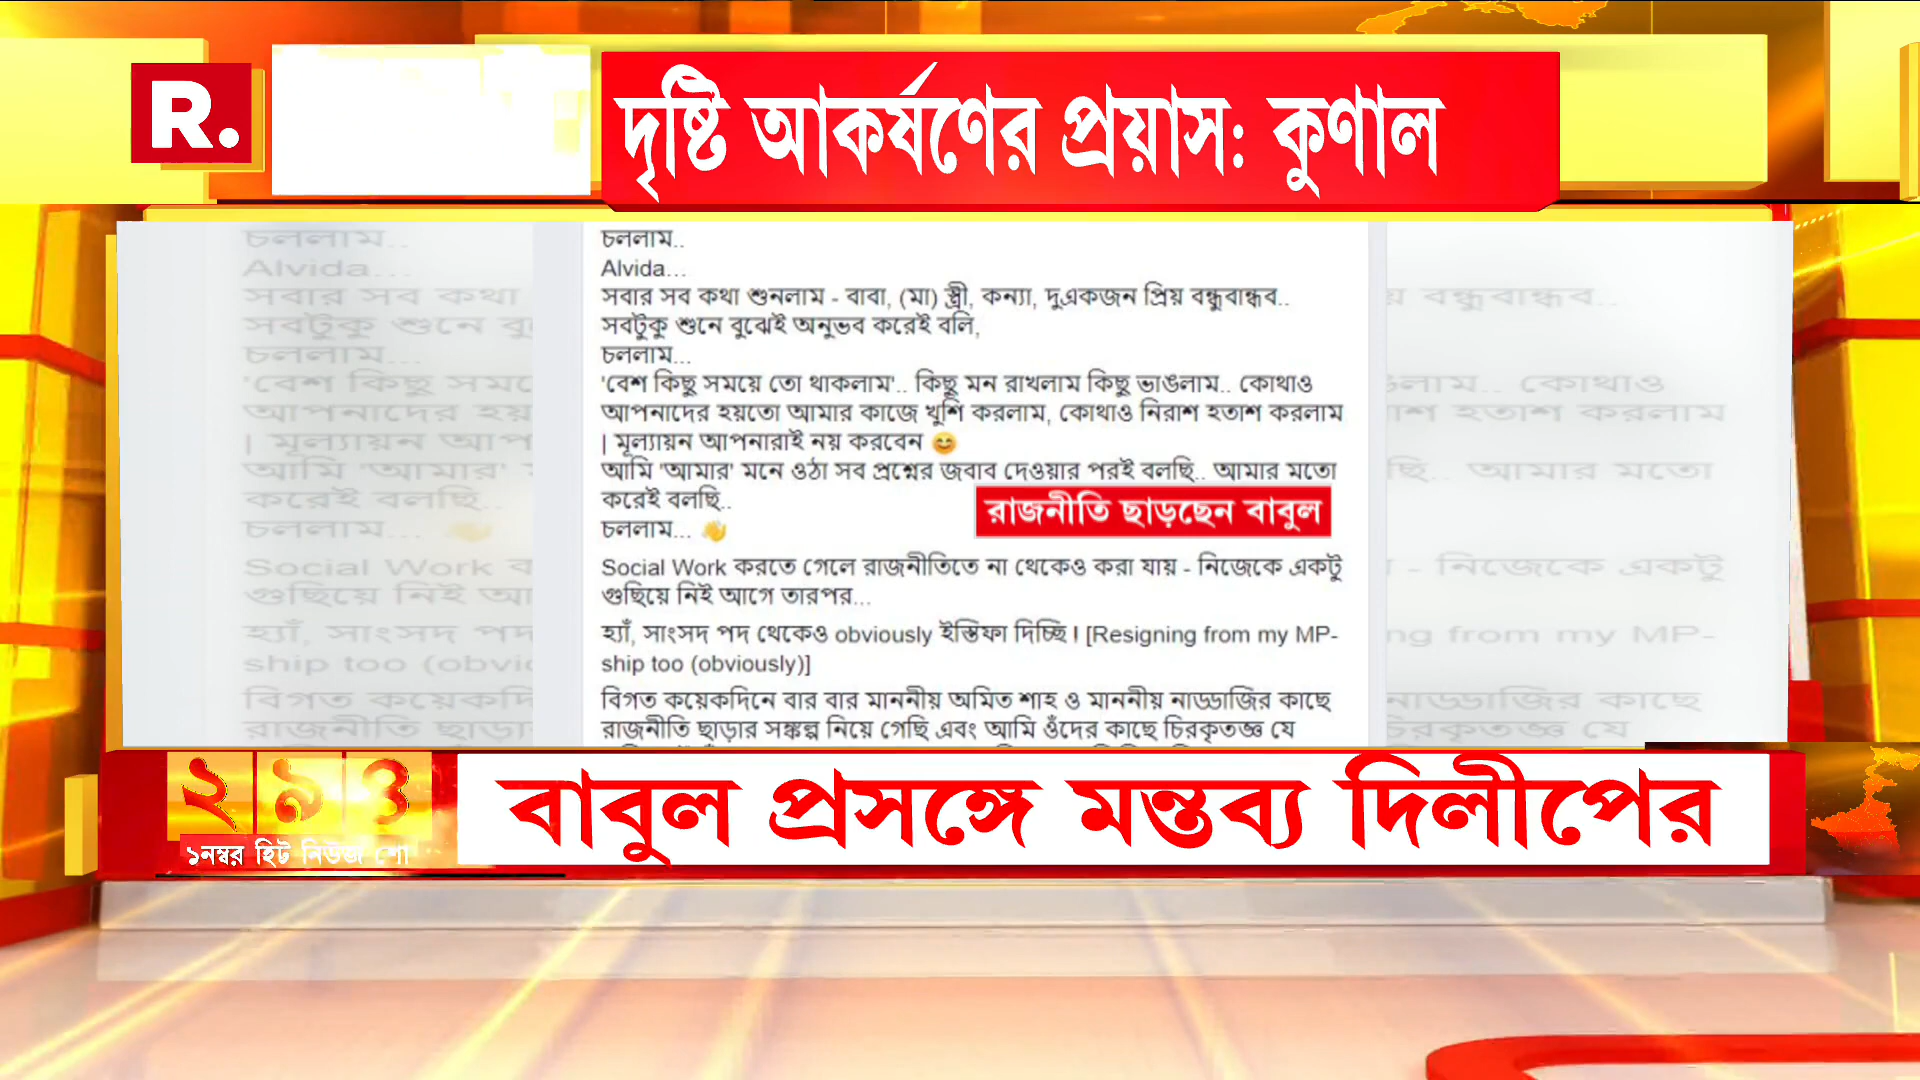 R.
দৃষ্টি আকর্ষণের প্রয়াস: কুণাল
চললাম..
Alvida...
সবার সব কথা শুনলাম - বাবা, (মা) স্ত্রী, কন্যা, দুএকজন প্রিয় বন্ধুবান্ধব..
সবটুকু শুনে বুঝেই অনুভব করেই বলি,
চললাম...
'বেশ কিছু সময়ে তো থাকলাম'.. কিছু মন রাখলাম কিছু ভাঙলাম.. কোথাও
আপনাদের হয়তো আমার কাজে খুশি করলাম, কোথাও নিরাশ হতাশ করলাম
| মূল্যায়ন আপনারাই নয় করবেন 😊
আমি 'আমার' মনে ওঠা সব প্রশ্নের জবাব দেওয়ার পরই বলছি.. আমার মতো
করেই বলছি..
চললাম... 👋
রাজনীতি ছাড়ছেন বাবুল
Social Work করতে গেলে রাজনীতিতে না থেকেও করা যায় - নিজেকে একটু
গুছিয়ে নিই আগে তারপর...
হ্যাঁ, সাংসদ পদ থেকেও obviously ইস্তিফা দিচ্ছি ! [Resigning from my MP-
ship too (obviously)]
বিগত কয়েকদিনে বার বার মাননীয় অমিত শাহ ও মাননীয় নাড্ডাজির কাছে
রাজনীতি ছাড়ার সঙ্কল্প নিয়ে গেছি এবং আমি ওঁদের কাছে চিরকৃতজ্ঞ যে
২৯৩
১নম্বর হিট নিউজ শো
বাবুল প্রসঙ্গে মন্তব্য দিলীপের